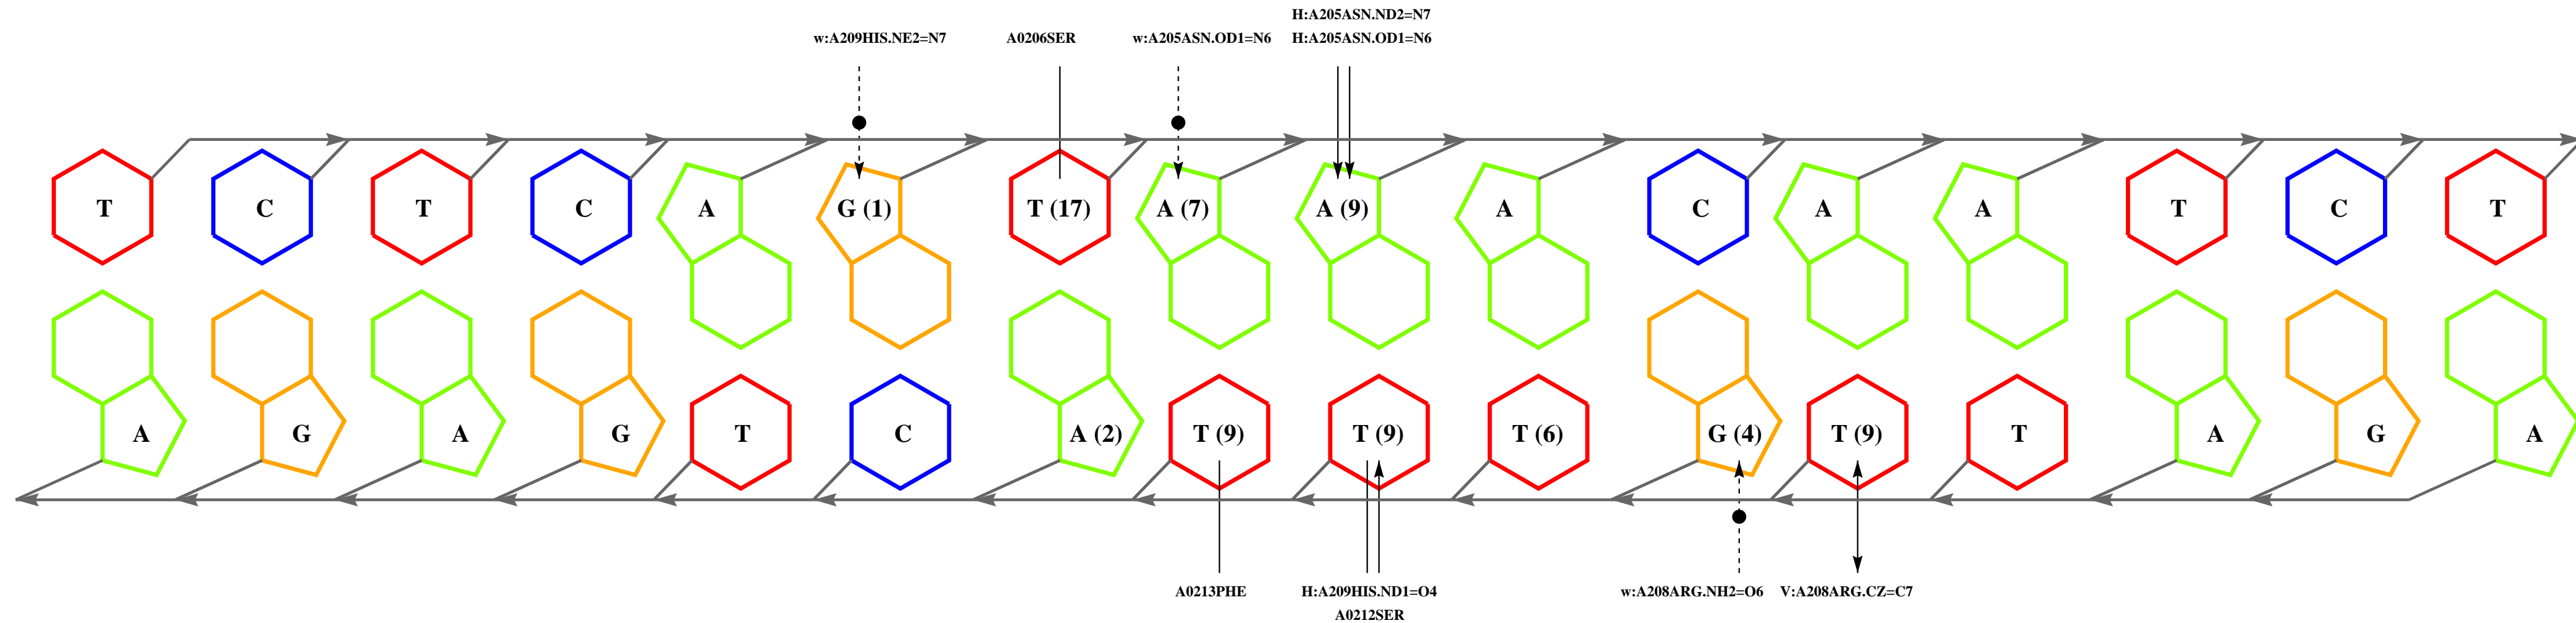 H:A205ASN.ND2=N7
w:A209HIS.NE2=N7 A0206SER w:A205ASN.OD1=N6 H:A205ASN.OD1=N6
T C T C A G (1) T (17) A (7) A (9) A C A A T C T
A G A G T C A (2) T (9) T (9) T (6) G (4) T (9) T A G A
A0213PHE H:A209HIS.ND1=O4 w:A208ARG.NH2=O6 V:A208ARG.CZ=C7
A0212SER